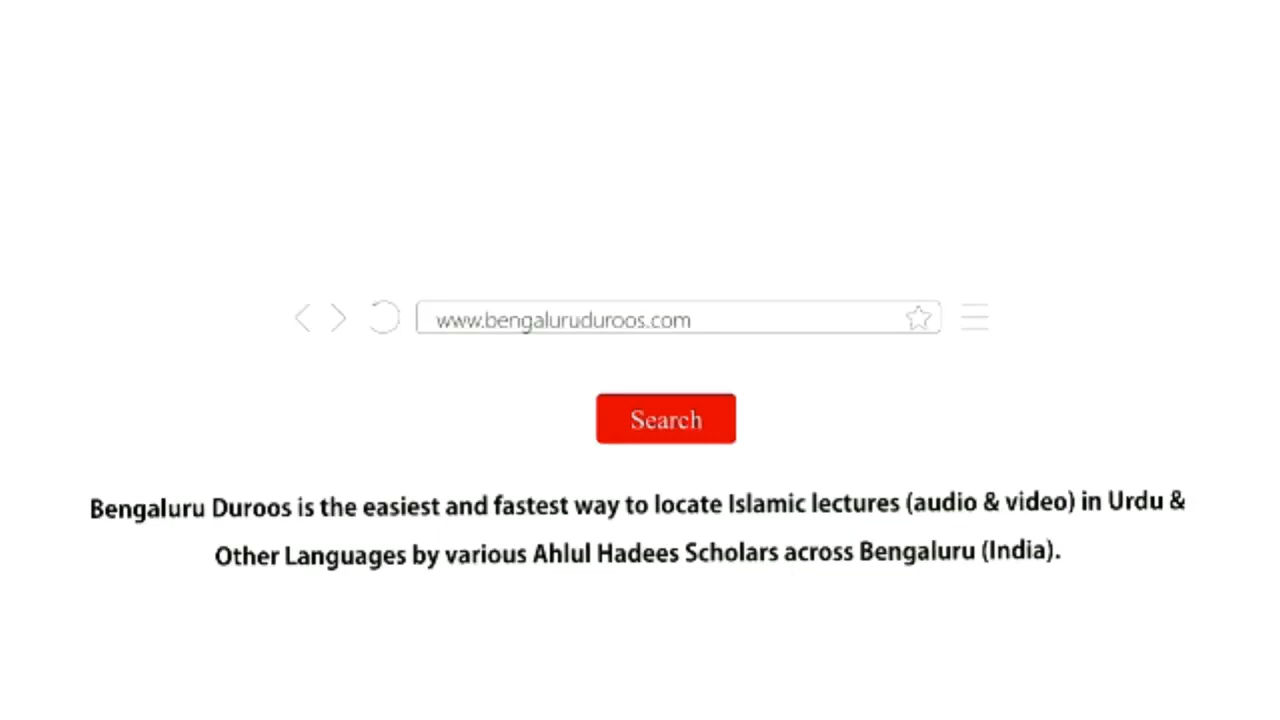 www.bengaluruduroos.com
Search
Bengaluru Duroos is the easiest and fastest way to locate Islamic lectures (audio & video) in Urdu &
Other Languages by various Ahlul Hadees Scholars across Bengaluru (India).